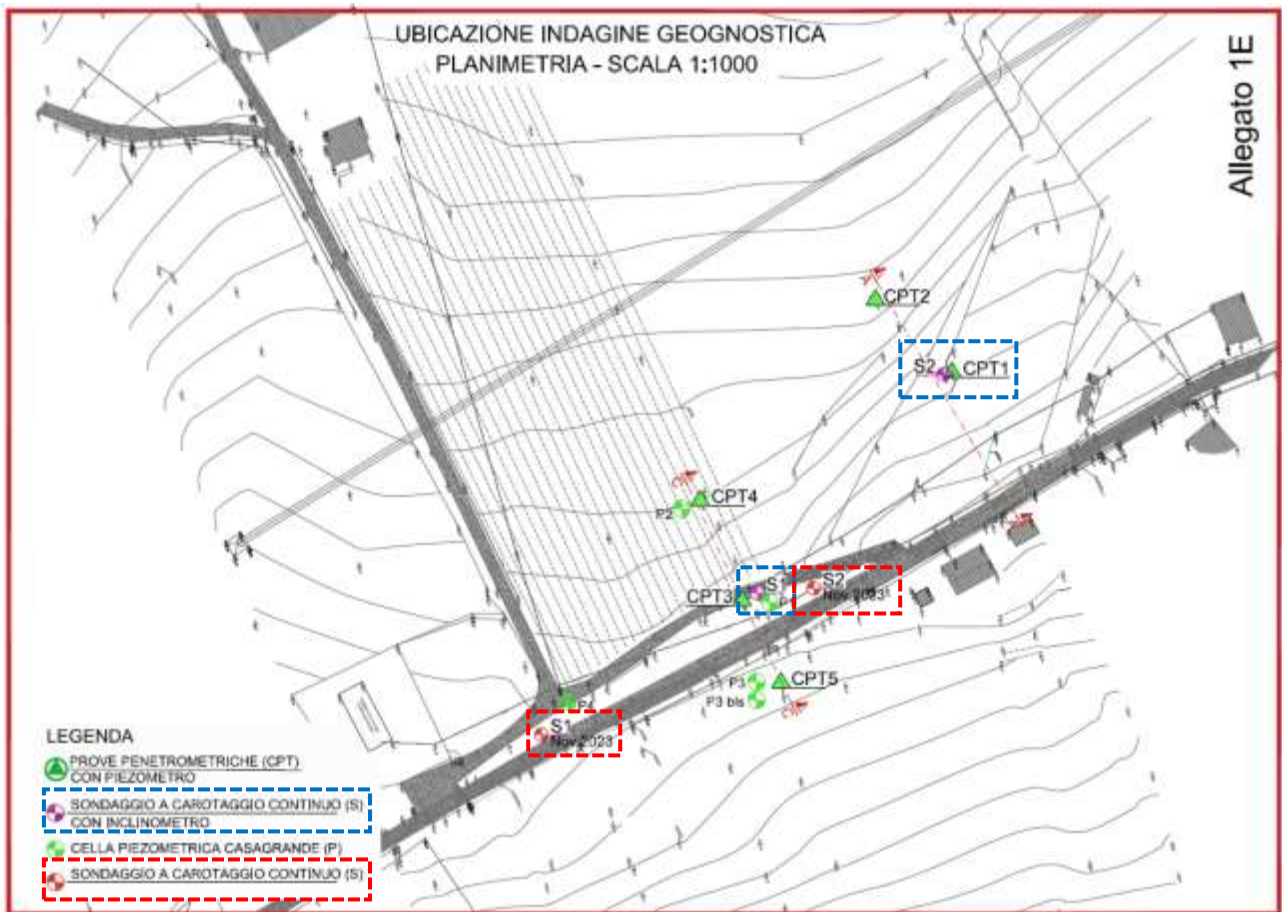 UBICAZIONE INDAGINE GEOGNOSTICA
PLANIMETRIA - SCALA 1:1000
Allegato 1E
CPT2
S2
CPT1
CPT4
P2
CPT3
S1
S2
Nov.2023
CPT5
P3
P3 bis
P4
S1
Nov.2023
LEGENDA
PROVE PENETROMETRICHE (CPT)
CON PIEZOMETRO
SONDAGGIO A CAROTAGGIO CONTINUO (S)
CON INCLINOMETRO
CELLA PIEZOMETRICA CASAGRANDE (P)
SONDAGGIO A CAROTAGGIO CONTINUO (S)